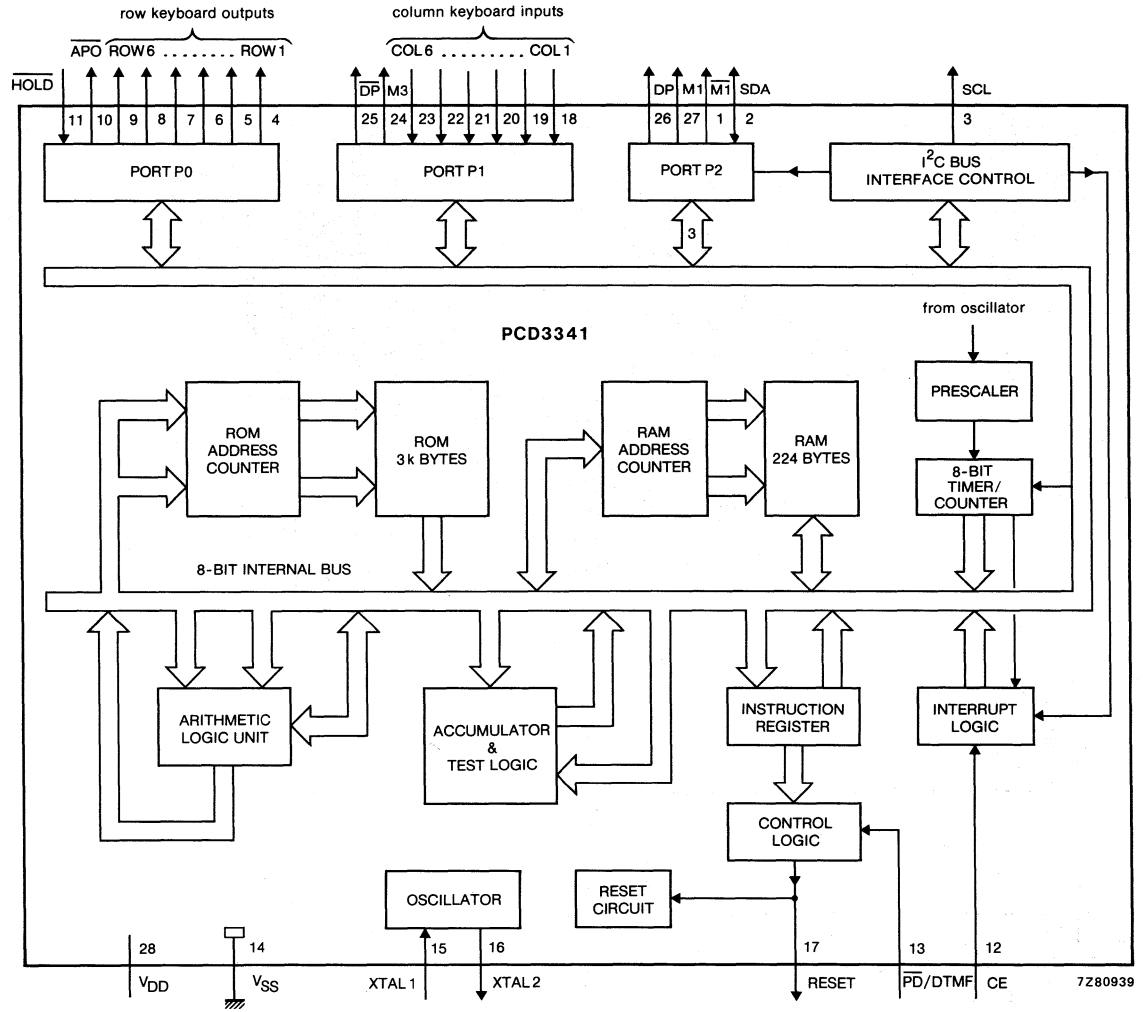 row keyboard outputs
column keyboard inputs
HOLD
APO ROW 6 ........ ROW 1
DP M3
COL 6 ........ COL 1
DP M1 M1 SDA
SCL
11 10 9 8 7 6 5 4
25 24 23 22 21 20 19 18
26 27 1 2
3
PORT P0
PORT P1
PORT P2
I²C BUS
INTERFACE CONTROL
3
PCD3341
from oscillator
PRESCALER
ROM
ADDRESS
COUNTER
ROM
3k BYTES
RAM
ADDRESS
COUNTER
RAM
224 BYTES
8-BIT
TIMER/
COUNTER
8-BIT INTERNAL BUS
ARITHMETIC
LOGIC UNIT
ACCUMULATOR
&
TEST LOGIC
INSTRUCTION
REGISTER
INTERRUPT
LOGIC
CONTROL
LOGIC
OSCILLATOR
RESET
CIRCUIT
28 14 15 16 17 13 12
VDD VSS XTAL 1 XTAL 2 RESET PD/DTMF CE
7Z80939